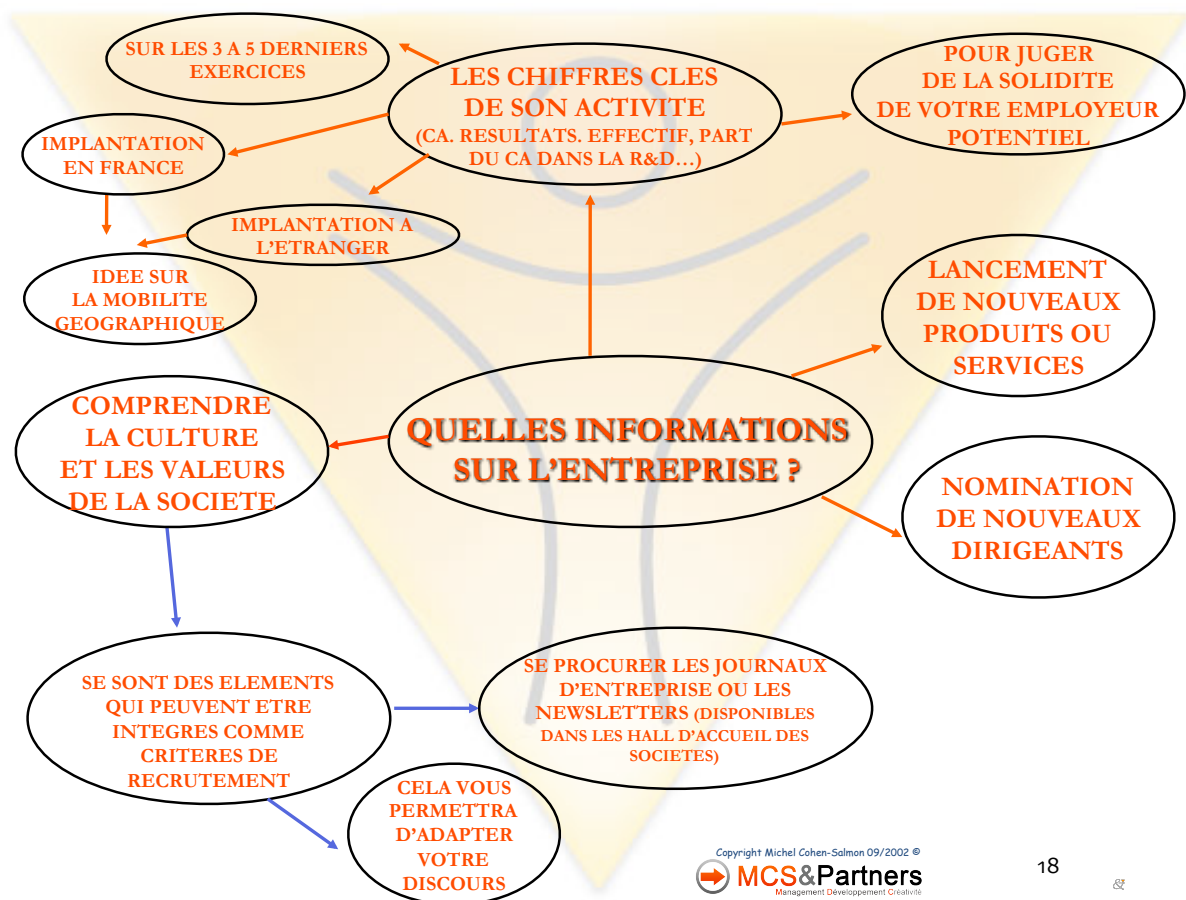 SUR LES 3 A 5 DERNIERS
EXERCICES
LES CHIFFRES CLES
DE SON ACTIVITE
(CA. RESULTATS. EFFECTIF, PART
DU CA DANS LA R&D…)
POUR JUGER
DE LA SOLIDITE
DE VOTRE EMPLOYEUR
POTENTIEL
IMPLANTATION
EN FRANCE
IMPLANTATION A
L'ETRANGER
IDEE SUR
LA MOBILITE
GEOGRAPHIQUE
LANCEMENT
DE NOUVEAUX
PRODUITS OU
SERVICES
COMPRENDRE
LA CULTURE
ET LES VALEURS
DE LA SOCIETE
QUELLES INFORMATIONS
SUR L'ENTREPRISE ?
NOMINATION
DE NOUVEAUX
DIRIGEANTS
SE SONT DES ELEMENTS
QUI PEUVENT ETRE
INTEGRES COMME
CRITERES DE
RECRUTEMENT
SE PROCURER LES JOURNAUX
D'ENTREPRISE OU LES
NEWSLETTERS (DISPONIBLES
DANS LES HALL D'ACCUEIL DES
SOCIETES)
CELA VOUS
PERMETTRA
D'ADAPTER
VOTRE
DISCOURS
Copyright Michel Cohen-Salmon 09/2002 ©
MCS&Partners
Management Développement Créativité
18